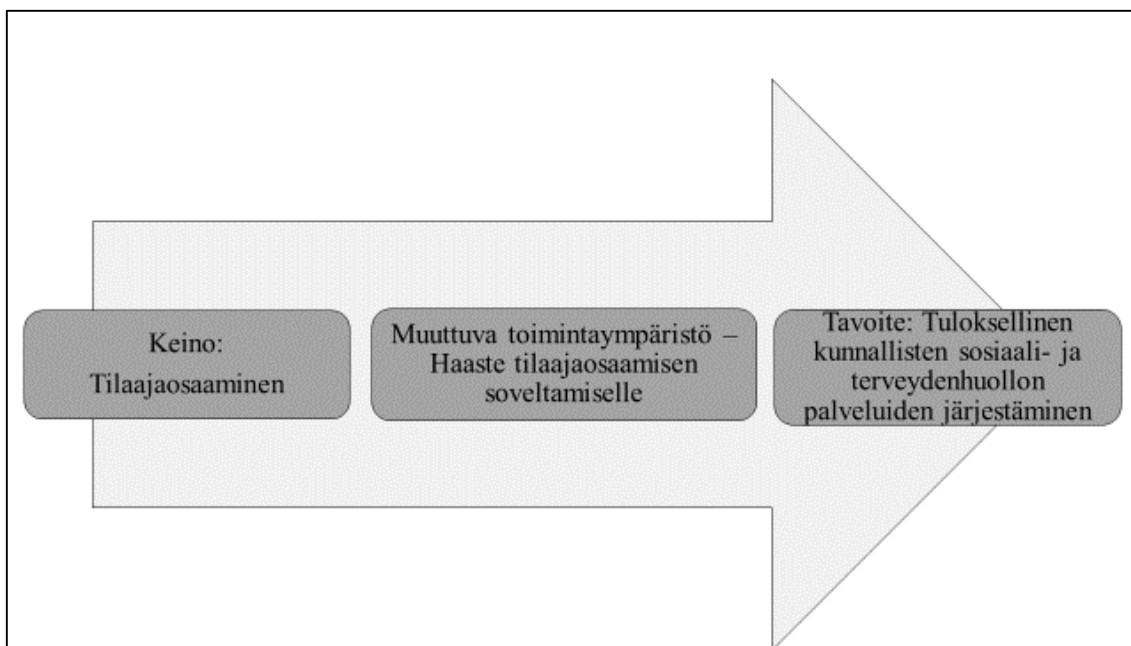 Keino:
Tilaajaosaaminen
Muuttuva toimintaympäristö –
Haaste tilaajaosaamisen
soveltamiselle
Tavoite: Tuloksellinen
kunnallisten sosiaali- ja
terveydenhuollon
palveluiden järjestäminen